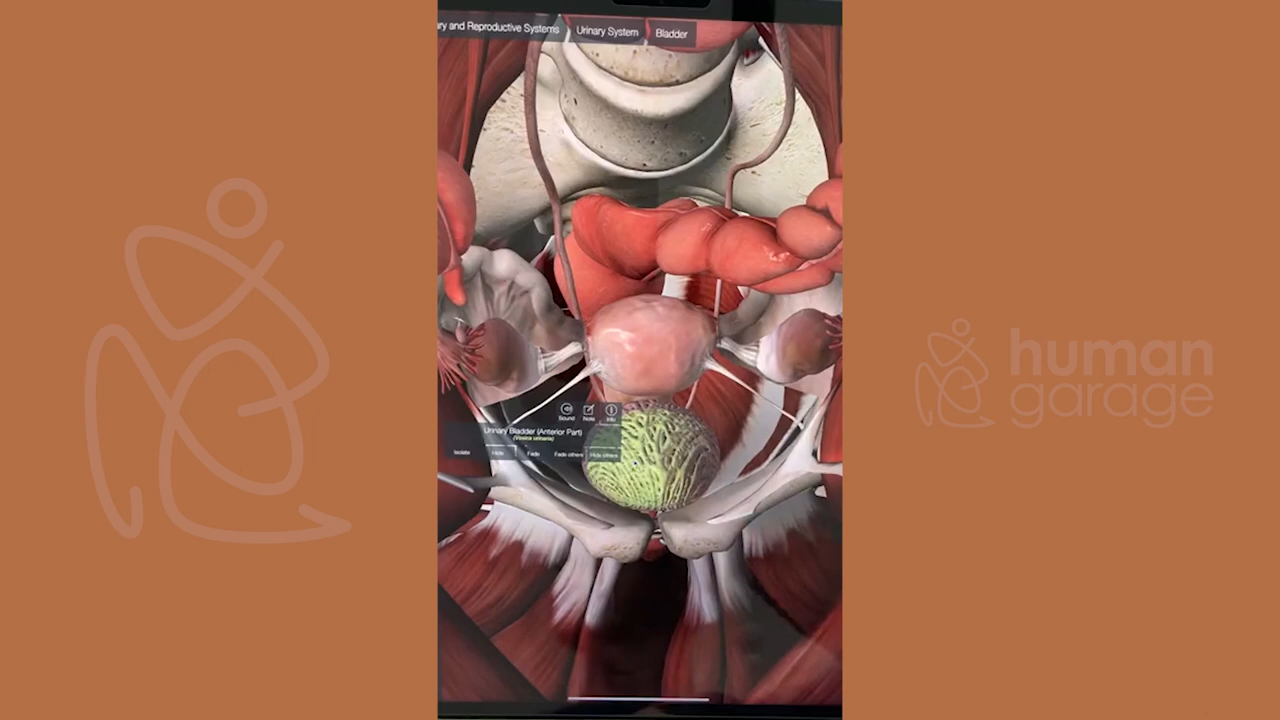 ry and Reproductive Systems
Urinary System
Bladder
Sound
Note
Info
Urinary Bladder (Anterior Part)
(Vesica urinaria)
Isolate
Hide
Fade
Fade others
Hide others
human
garage